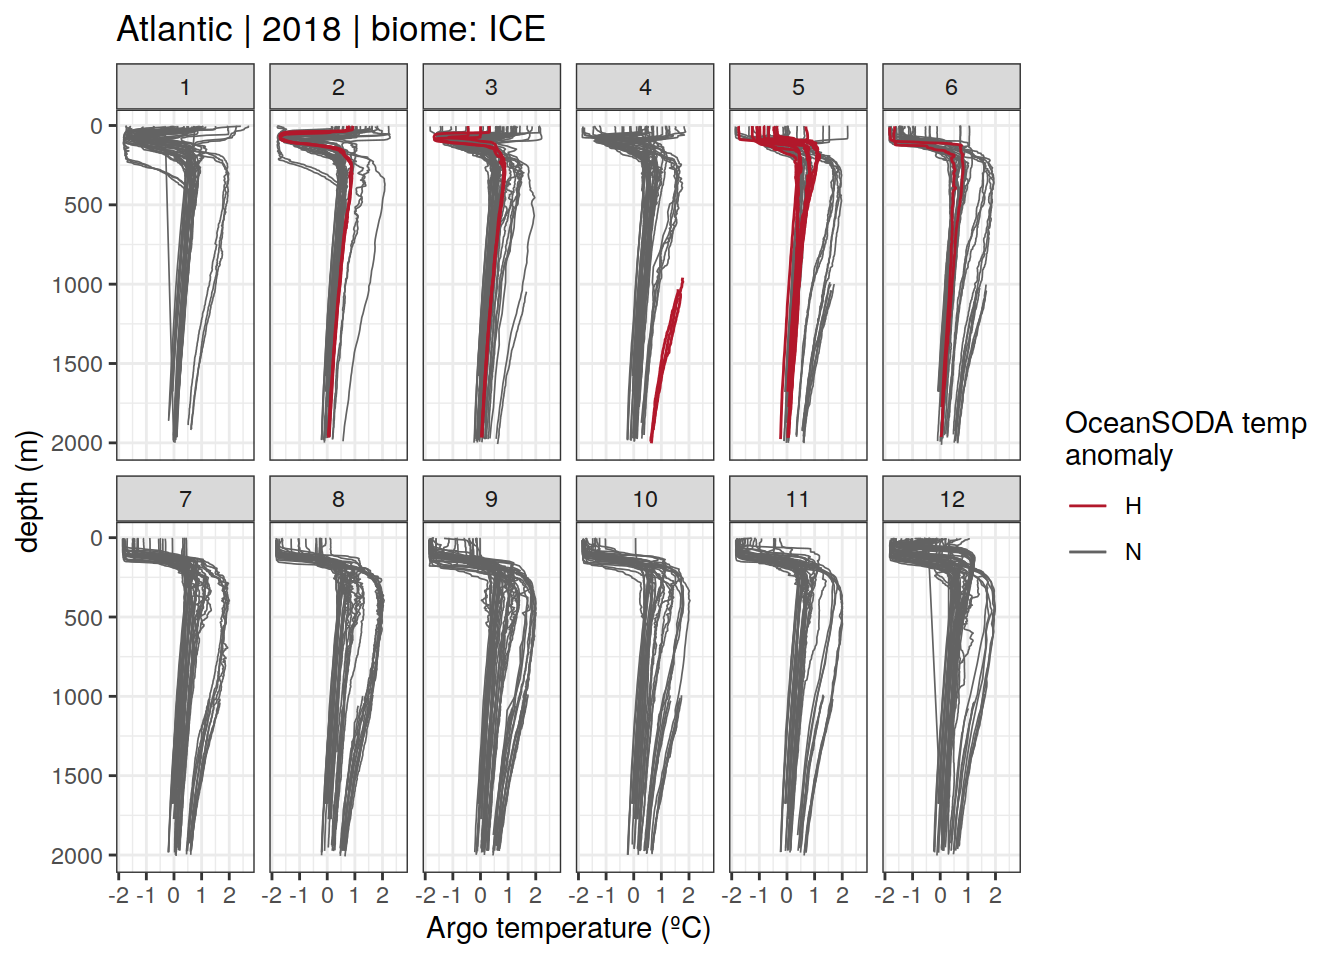 Atlantic | 2018 | biome: ICE
1 2 3 4 5 6
0
500
1000
1500
2000
7 8 9 10 11 12
0
500
1000
1500
2000
-2 -1 0 1 2 -2 -1 0 1 2 -2 -1 0 1 2 -2 -1 0 1 2 -2 -1 0 1 2 -2 -1 0 1 2
Argo temperature (ºC)
depth (m)
OceanSODA temp
anomaly
H
N